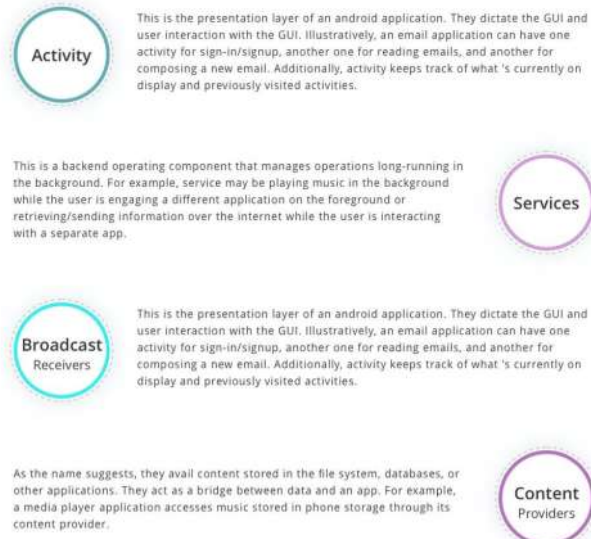 Activity
This is the presentation layer of an android application. They dictate the GUI and
user interaction with the GUI. Illustratively, an email application can have one
activity for sign-in/signup, another one for reading emails, and another for
composing a new email. Additionally, activity keeps track of what 's currently on
display and previously visited activities.
This is a backend operating component that manages operations long-running in
the background. For example, service may be playing music in the background
while the user is engaging a different application on the foreground or
retrieving/sending information over the internet while the user is interacting
with a separate app.
Services
Broadcast
Receivers
This is the presentation layer of an android application. They dictate the GUI and
user interaction with the GUI. Illustratively, an email application can have one
activity for sign-in/signup, another one for reading emails, and another for
composing a new email. Additionally, activity keeps track of what 's currently on
display and previously visited activities.
As the name suggests, they avail content stored in the file system, databases, or
other applications. They act as a bridge between data and an app. For example,
a media player application accesses music stored in phone storage through its
content provider.
Content
Providers